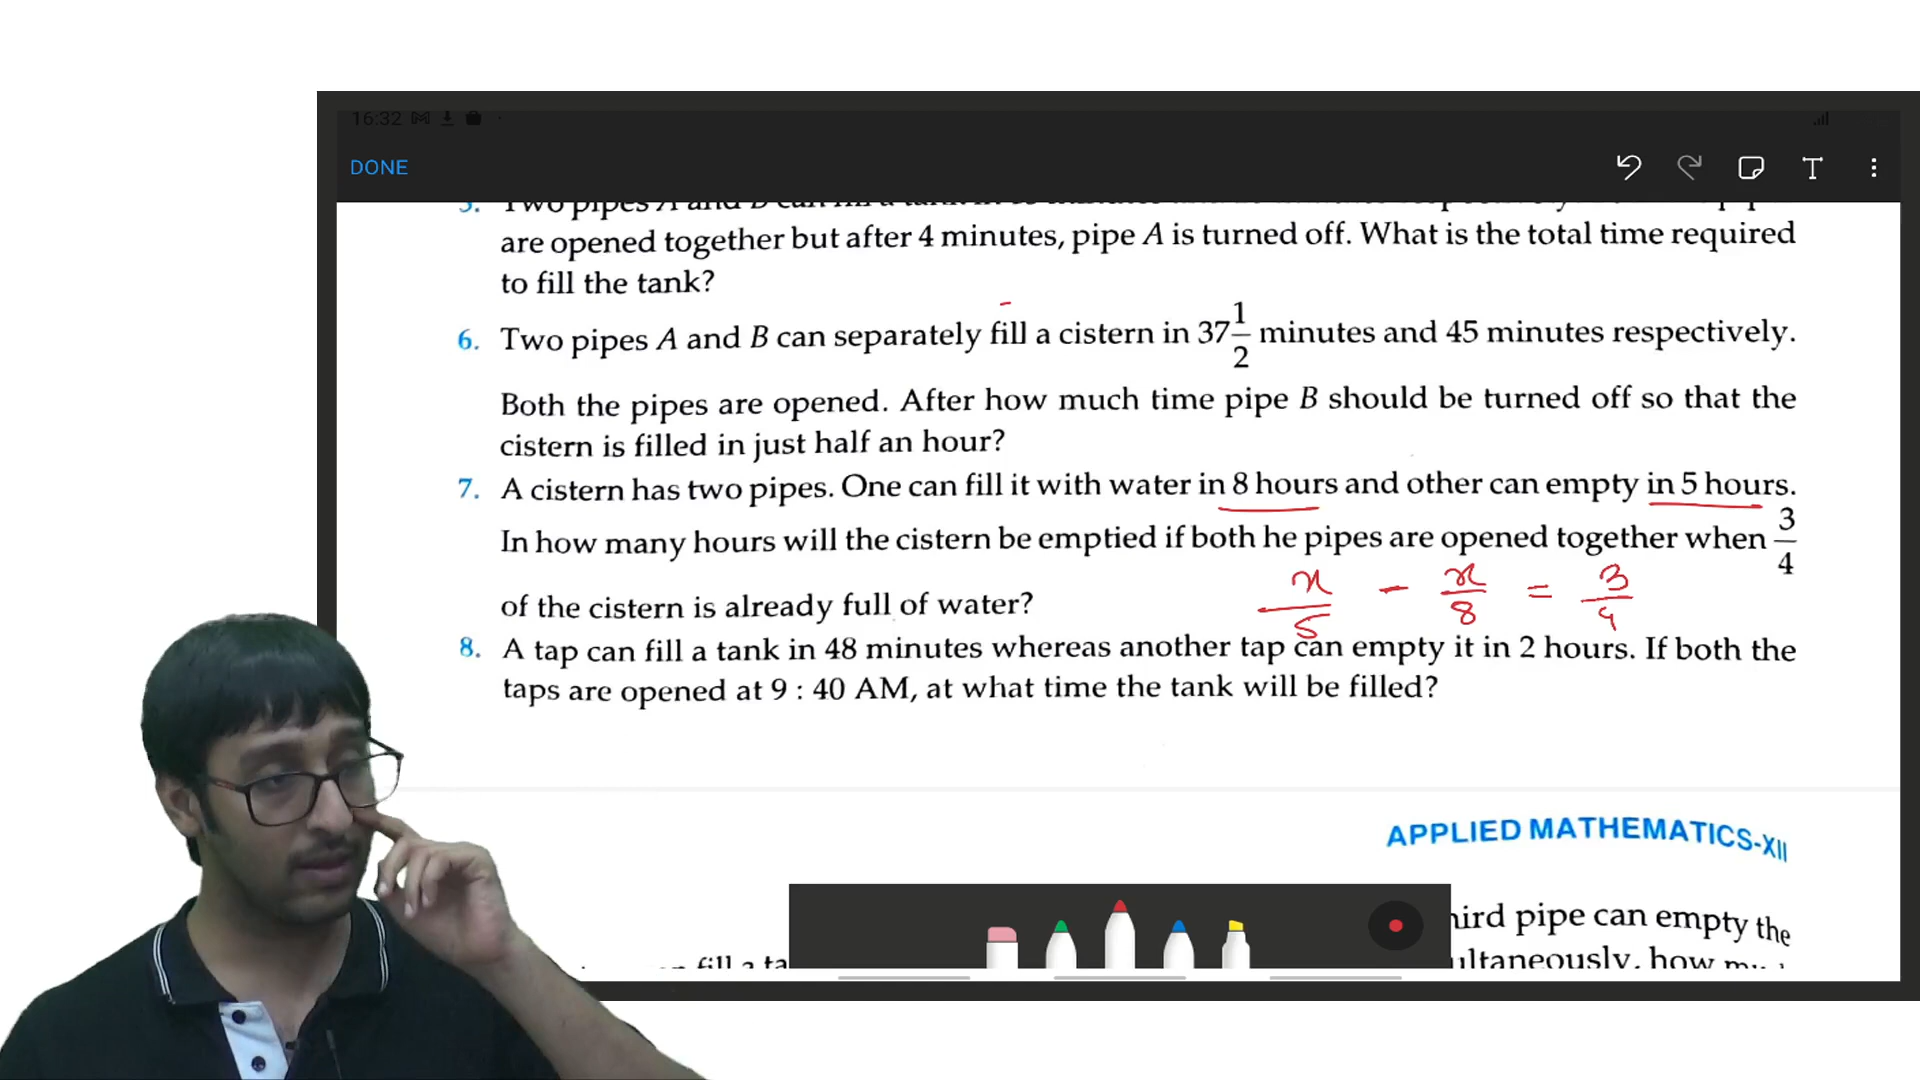 16:32
DONE
are opened together but after 4 minutes, pipe A is turned off. What is the total time required
to fill the tank?
6. Two pipes A and B can separately fill a cistern in 37 1/2 minutes and 45 minutes respectively.
Both the pipes are opened. After how much time pipe B should be turned off so that the
cistern is filled in just half an hour?
7. A cistern has two pipes. One can fill it with water in 8 hours and other can empty in 5 hours.
In how many hours will the cistern be emptied if both he pipes are opened together when 3/4
of the cistern is already full of water?
x/5 - x/8 = 3/4
8. A tap can fill a tank in 48 minutes whereas another tap can empty it in 2 hours. If both the
taps are opened at 9 : 40 AM, at what time the tank will be filled?
APPLIED MATHEMATICS-XII
pipe can empty the
fill a
how